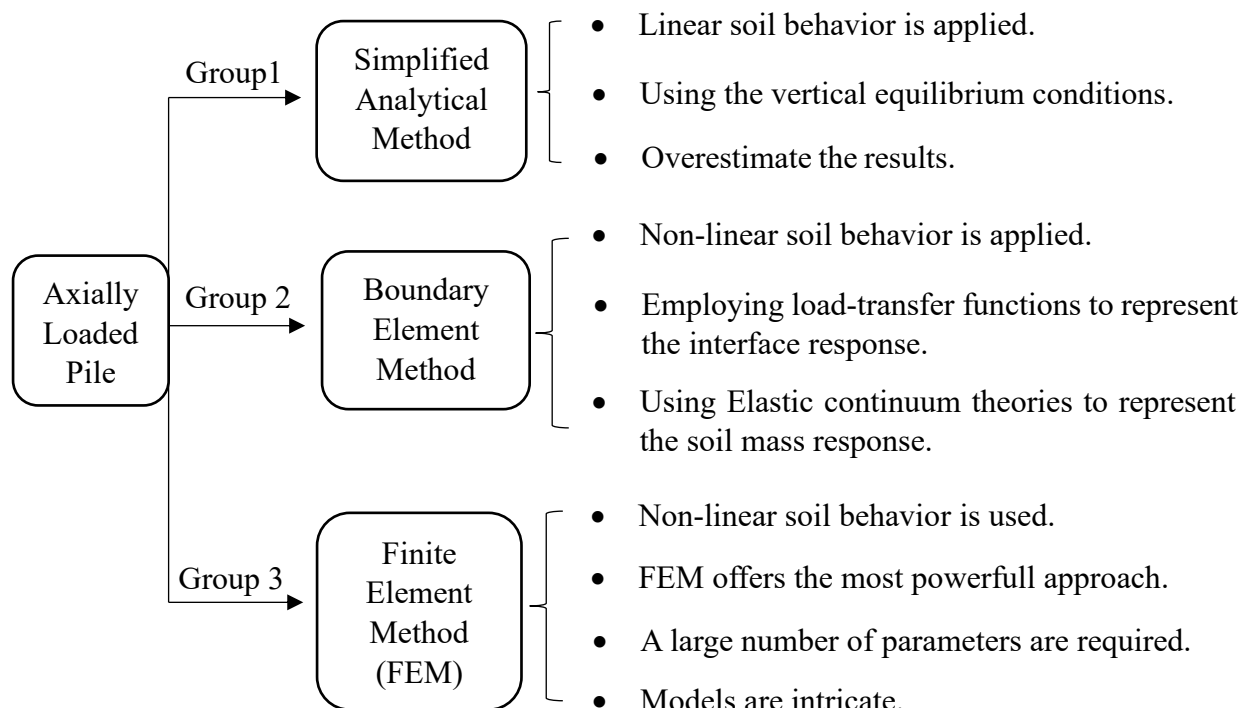 Axially
Loaded
Pile
Group1
Simplified
Analytical
Method
• Linear soil behavior is applied.
• Using the vertical equilibrium conditions.
• Overestimate the results.
Group 2
Boundary
Element
Method
• Non-linear soil behavior is applied.
• Employing load-transfer functions to represent
the interface response.
• Using Elastic continuum theories to represent
the soil mass response.
Group 3
Finite
Element
Method
(FEM)
• Non-linear soil behavior is used.
• FEM offers the most powerfull approach.
• A large number of parameters are required.
• Models are intricate.